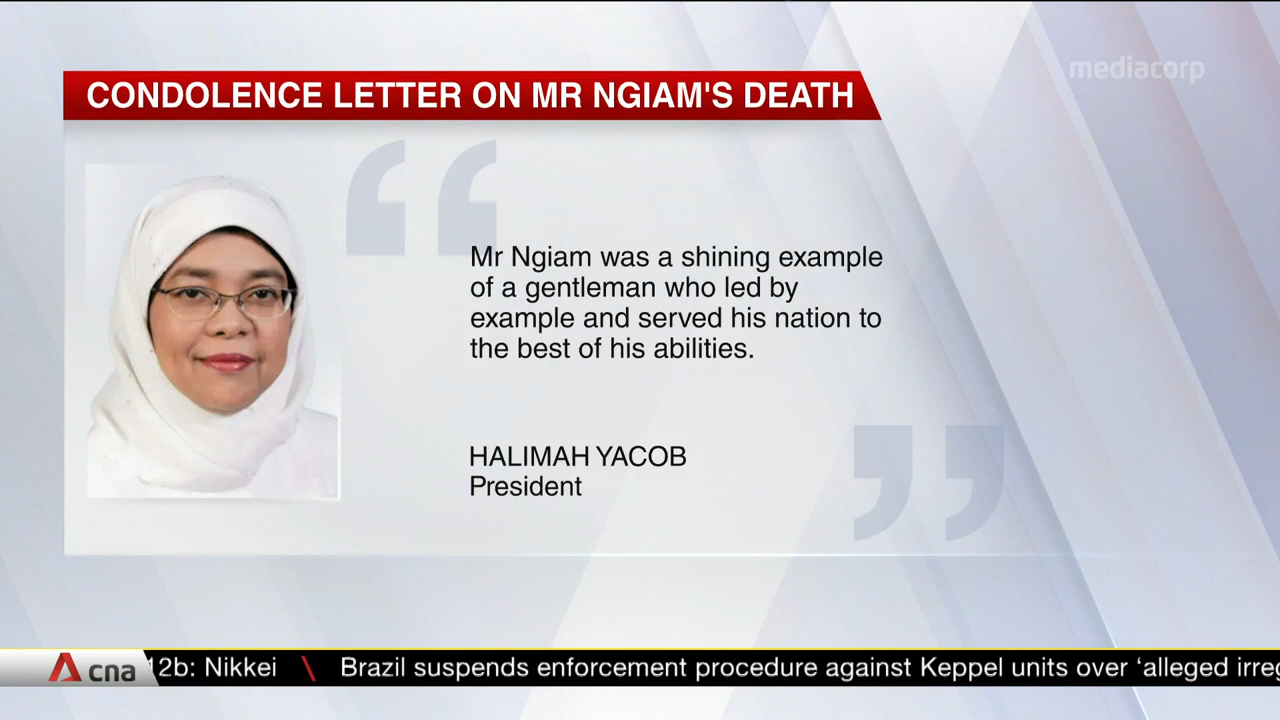 mediacorp
CONDOLENCE LETTER ON MR NGIAM'S DEATH
Mr Ngiam was a shining example
of a gentleman who led by
example and served his nation to
the best of his abilities.
HALIMAH YACOB
President
cna
12b: Nikkei \ Brazil suspends enforcement procedure against Keppel units over ‘alleged irreg